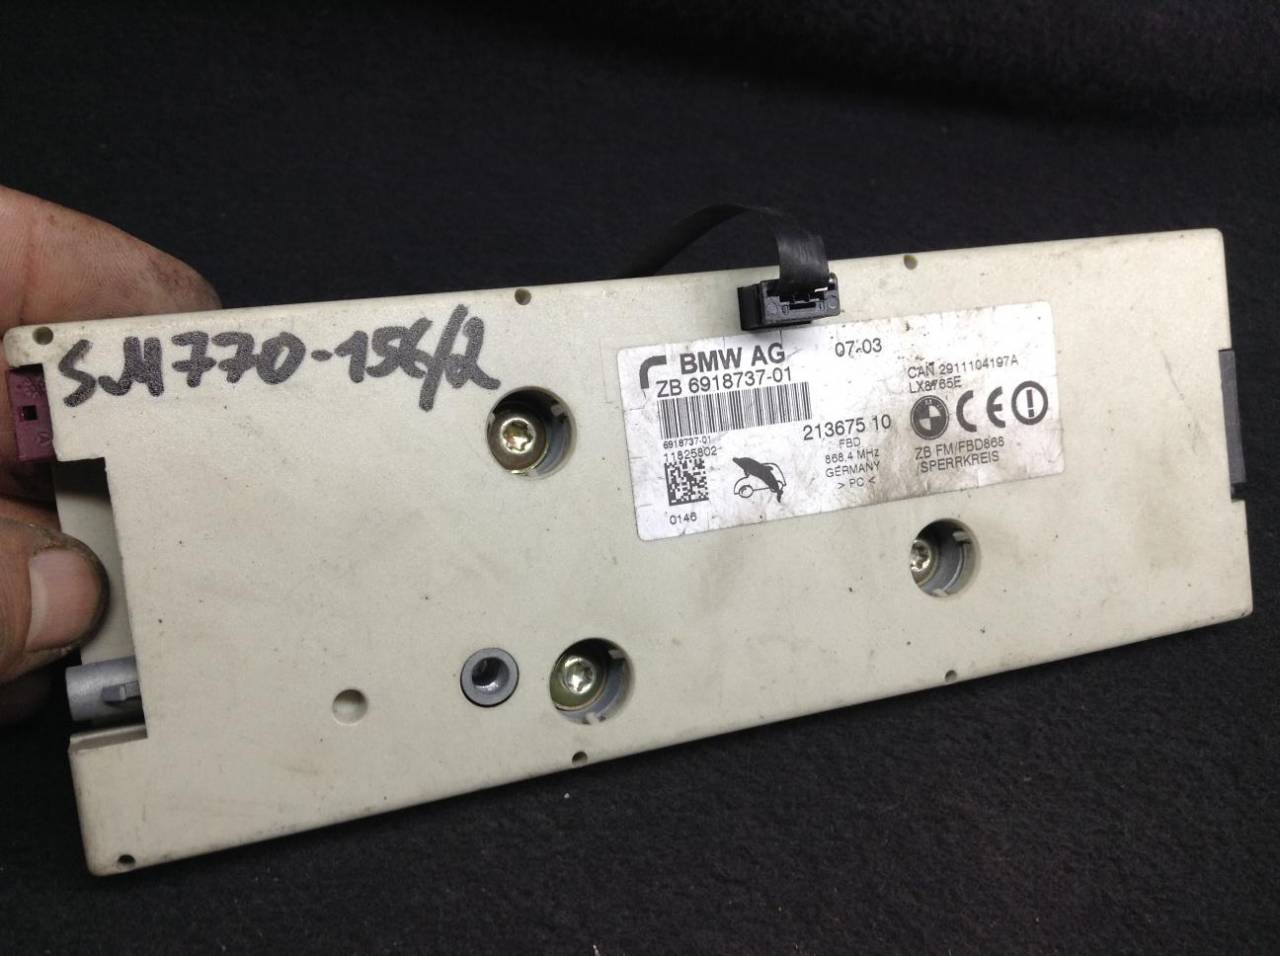 SM770-156/2
BMW AG 07-03
ZB 6918737-01
CAN 2911104197A
LX8765E
6918737-01
11825802
213675 10
FBD
868.4 MHz
GERMANY
> PC <
ZB FM/FBD868
SPERRKREIS
0146